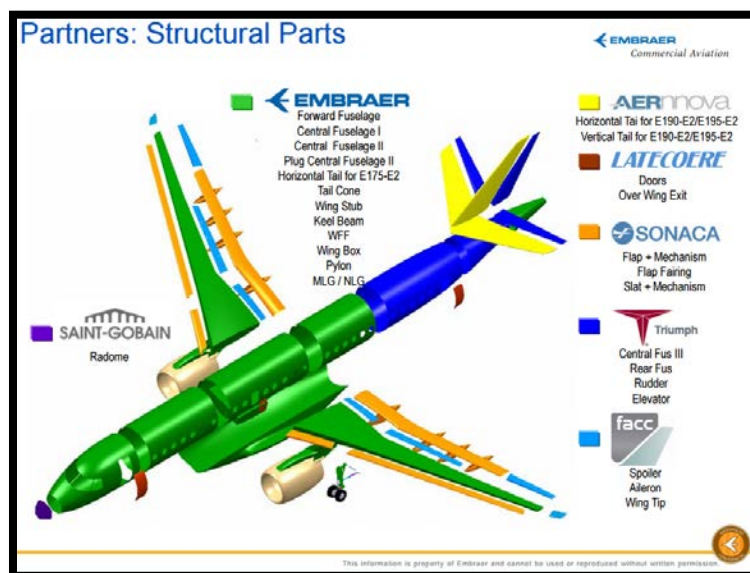 Partners: Structural Parts
EMBRAER
Commercial Aviation
EMBRAER
Forward Fuselage
Central Fuselage I
Central Fuselage II
Plug Central Fuselage II
Horizontal Tail for E175-E2
Tail Cone
Wing Stub
Keel Beam
WFF
Wing Box
Pylon
MLG / NLG
SAINT-GOBAIN
Radome
AERnnova
Horizontal Tai for E190-E2/E195-E2
Vertical Tail for E190-E2/E195-E2
LATECOERE
Doors
Over Wing Exit
SONACA
Flap + Mechanism
Flap Fairing
Slat + Mechanism
Triumph
Central Fus III
Rear Fus
Rudder
Elevator
facc
Spoiler
Aileron
Wing Tip
This information is property of Embraer and cannot be used or reproduced without written permission.